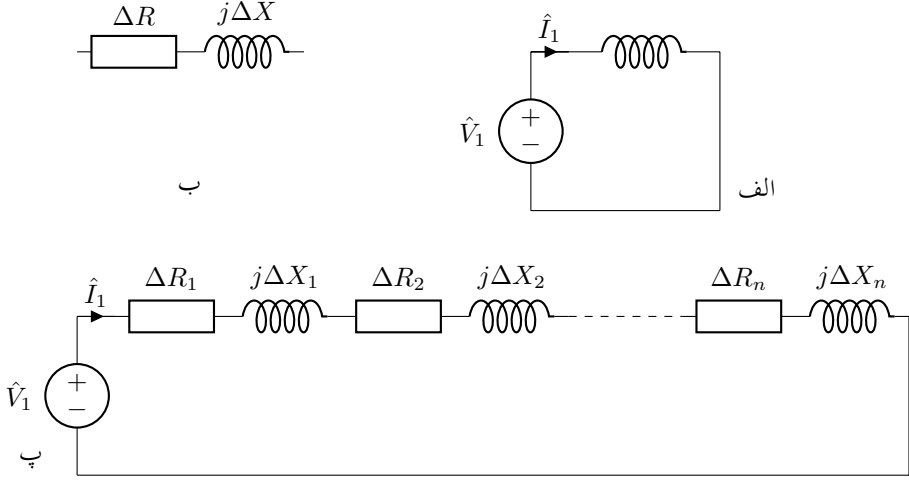 ΔR jΔX
Î₁
V̂₁
+
−
ب
الف
ΔR₁ jΔX₁ ΔR₂ jΔX₂ ΔRₙ jΔXₙ
Î₁
V̂₁
+
−
پ